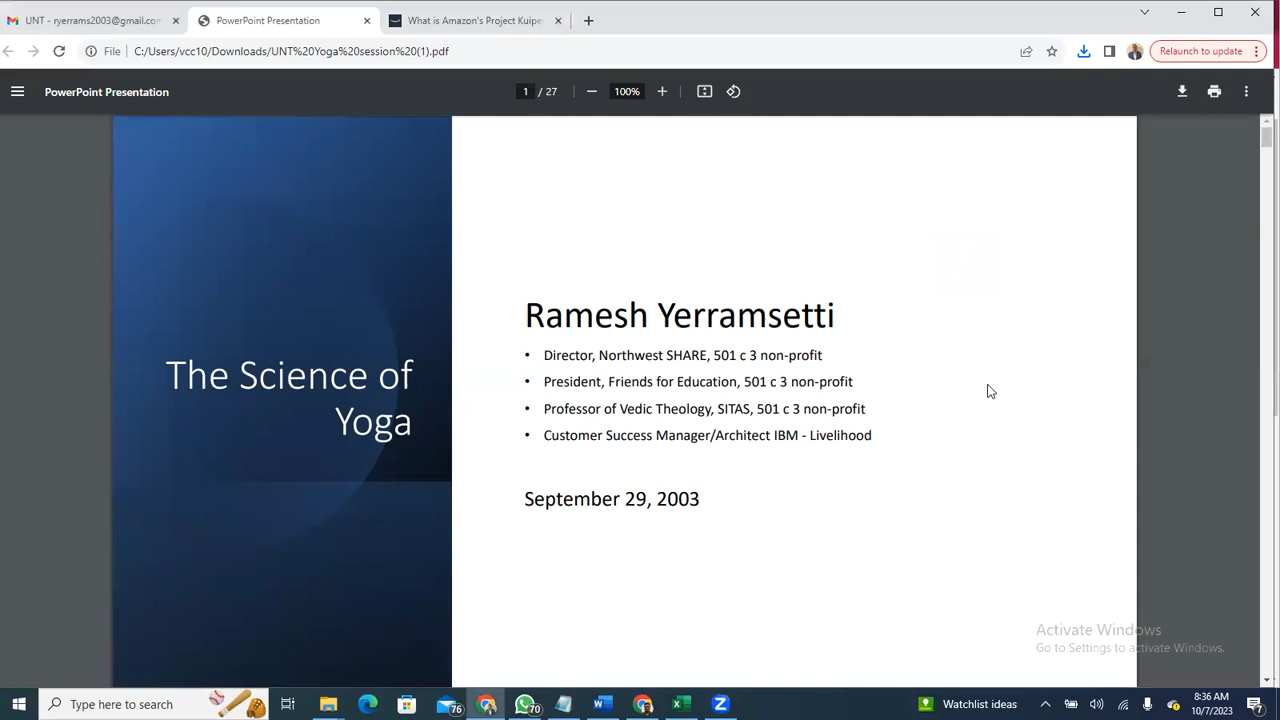 UNT - ryerrams2003@gmail.com
PowerPoint Presentation
What is Amazon's Project Kuipe
File
C:/Users/vcc10/Downloads/UNT%20Yoga%20session%20(1).pdf
Relaunch to update
PowerPoint Presentation
1 / 27
100%
The Science of
Yoga
Ramesh Yerramsetti
• Director, Northwest SHARE, 501 c 3 non-profit
• President, Friends for Education, 501 c 3 non-profit
• Professor of Vedic Theology, SITAS, 501 c 3 non-profit
• Customer Success Manager/Architect IBM - Livelihood
September 29, 2003
Activate Windows
Go to Settings to activate Windows.
Type here to search
76
70
Watchlist ideas
8:36 AM
10/7/2023
7